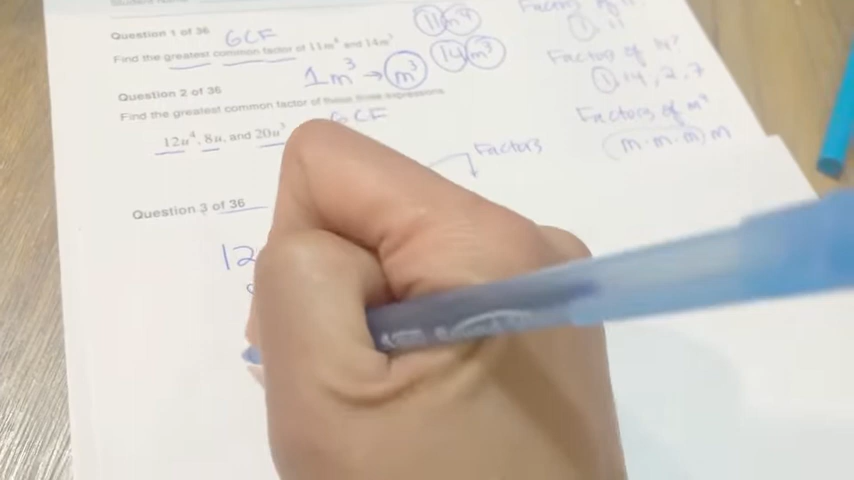 Question 1 of 36 GCF
Find the greatest common factor of 11m⁴ and 14m³
11m⁴
14m³
1m³ → m³
Question 2 of 36
Find the greatest common factor of these three expressions.
GCF
12u⁴, 8u, and 20u³
Factors
Question 3 of 36
12
Factors of 11
1, 11
Factors of 14
1, 14, 2, 7
Factors of m⁴
m·m·m) m